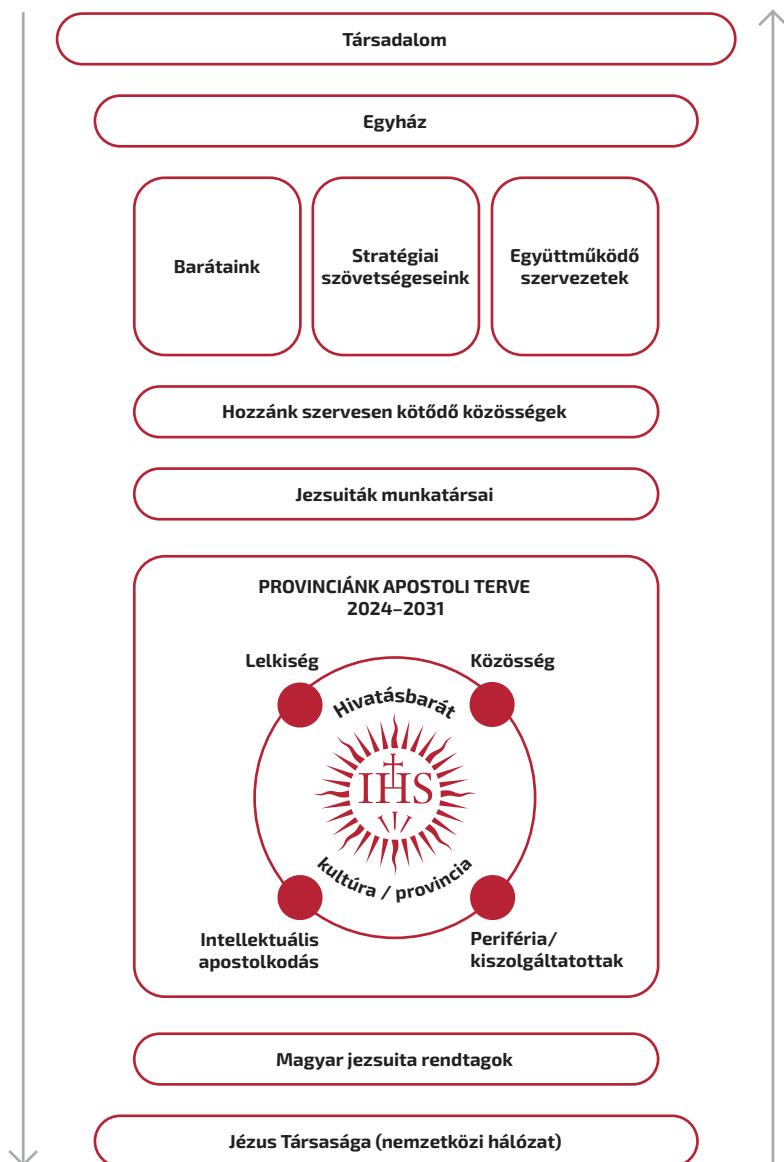 Társadalom
Egyház
Barátaink
Stratégiai
szövetségeseink
Együttműködő
szervezetek
Hozzánk szervesen kötődő közösségek
Jezsuiták munkatársai
PROVINCIÁNK APOSTOLI TERVE
2024–2031
Lelkiség
Közösség
Hivatásbarát
IHS
kultúra / provincia
Intellektuális
apostolkodás
Periféria/
kiszolgáltatottak
Magyar jezsuita rendtagok
Jézus Társasága (nemzetközi hálózat)